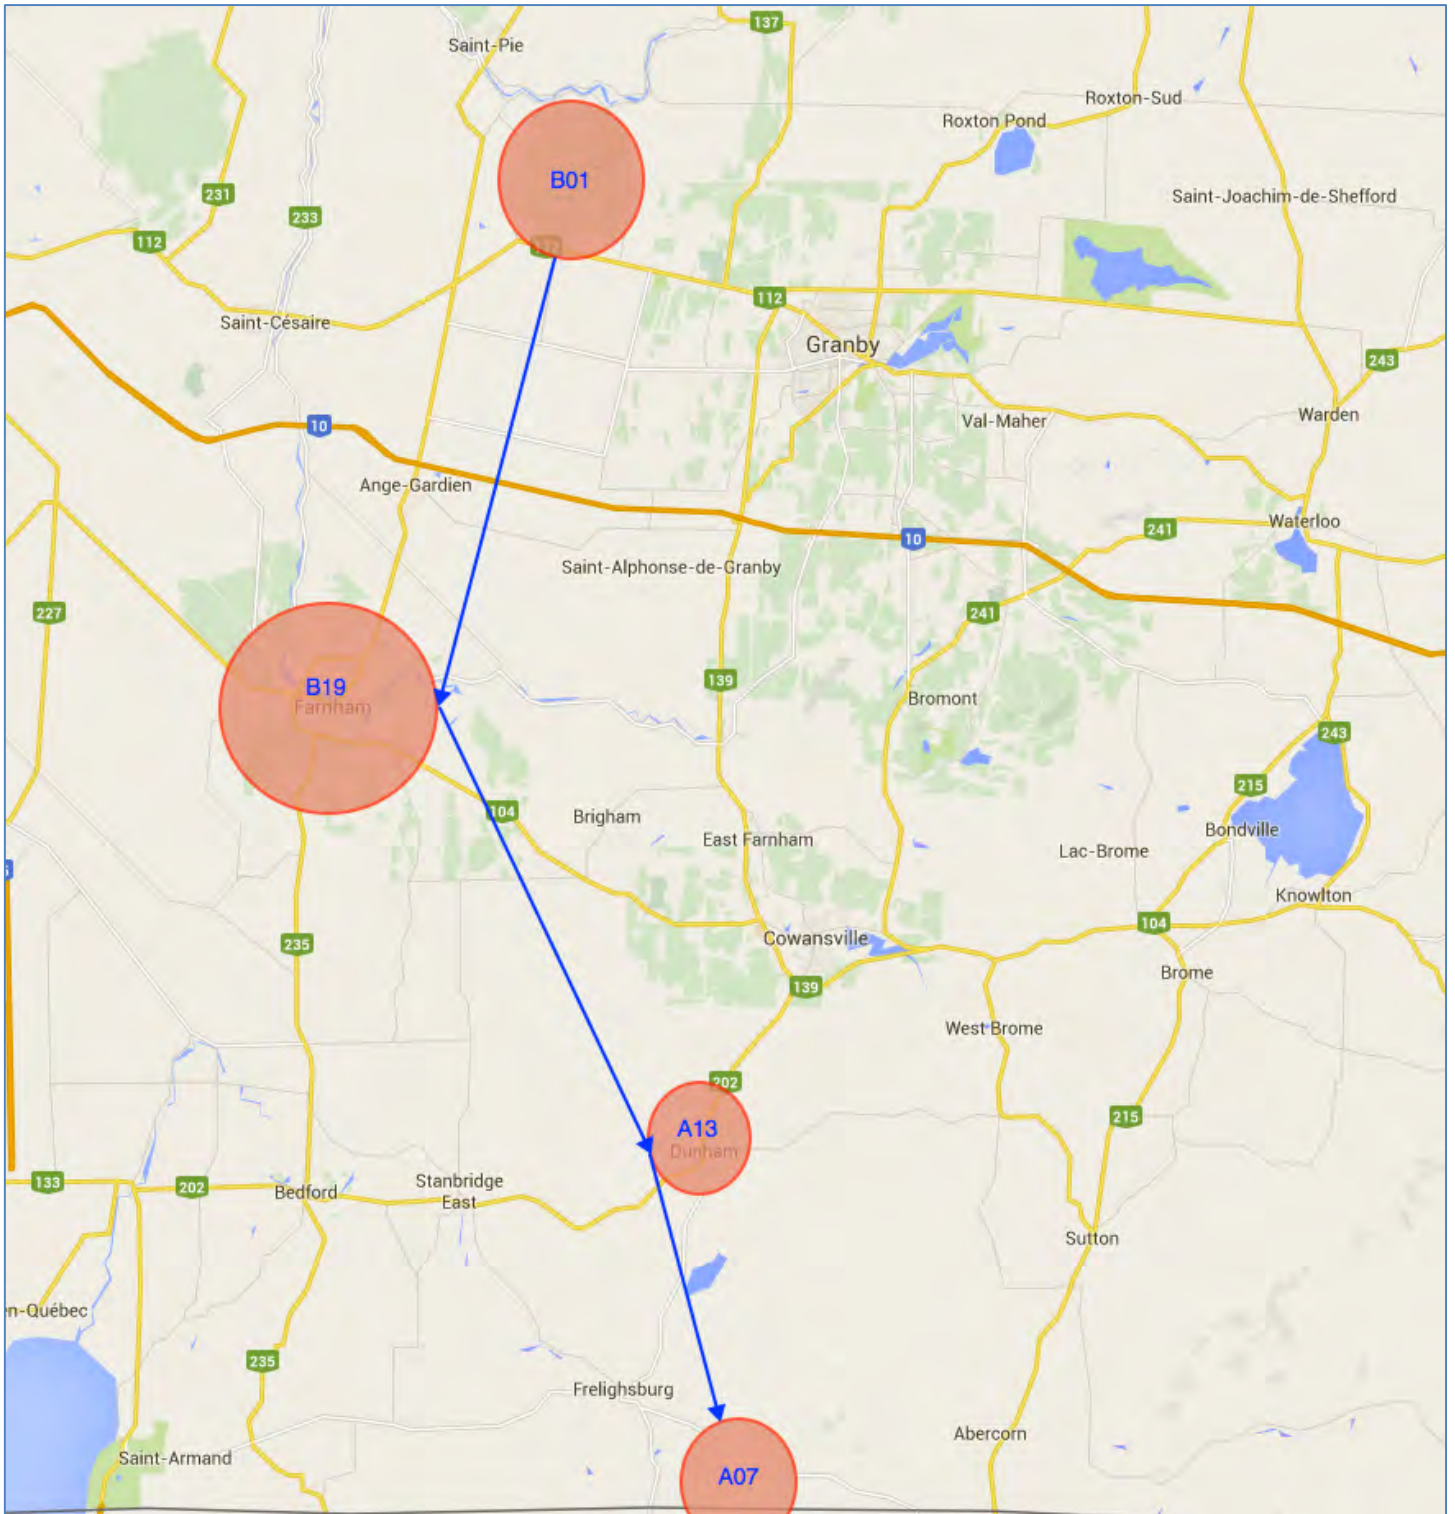 137
Saint-Pie
Roxton-Sud
Roxton Pond
B01
231
Saint-Joachim-de-Shefford
233
112
112
Saint-Césaire
Granby
243
10
Val-Maher
Warden
Ange-Gardien
Waterloo
241
10
Saint-Alphonse-de-Granby
227
241
139
B19
Farnham
Bromont
243
215
104
Brigham
Bondville
East Farnham
Lac-Brome
Knowlton
104
Cowansville
235
Brome
139
West Brome
202
215
A13
Dunham
133
202
Bedford
Stanbridge
East
Sutton
en-Québec
235
Frelighsburg
Abercorn
Saint-Armand
A07